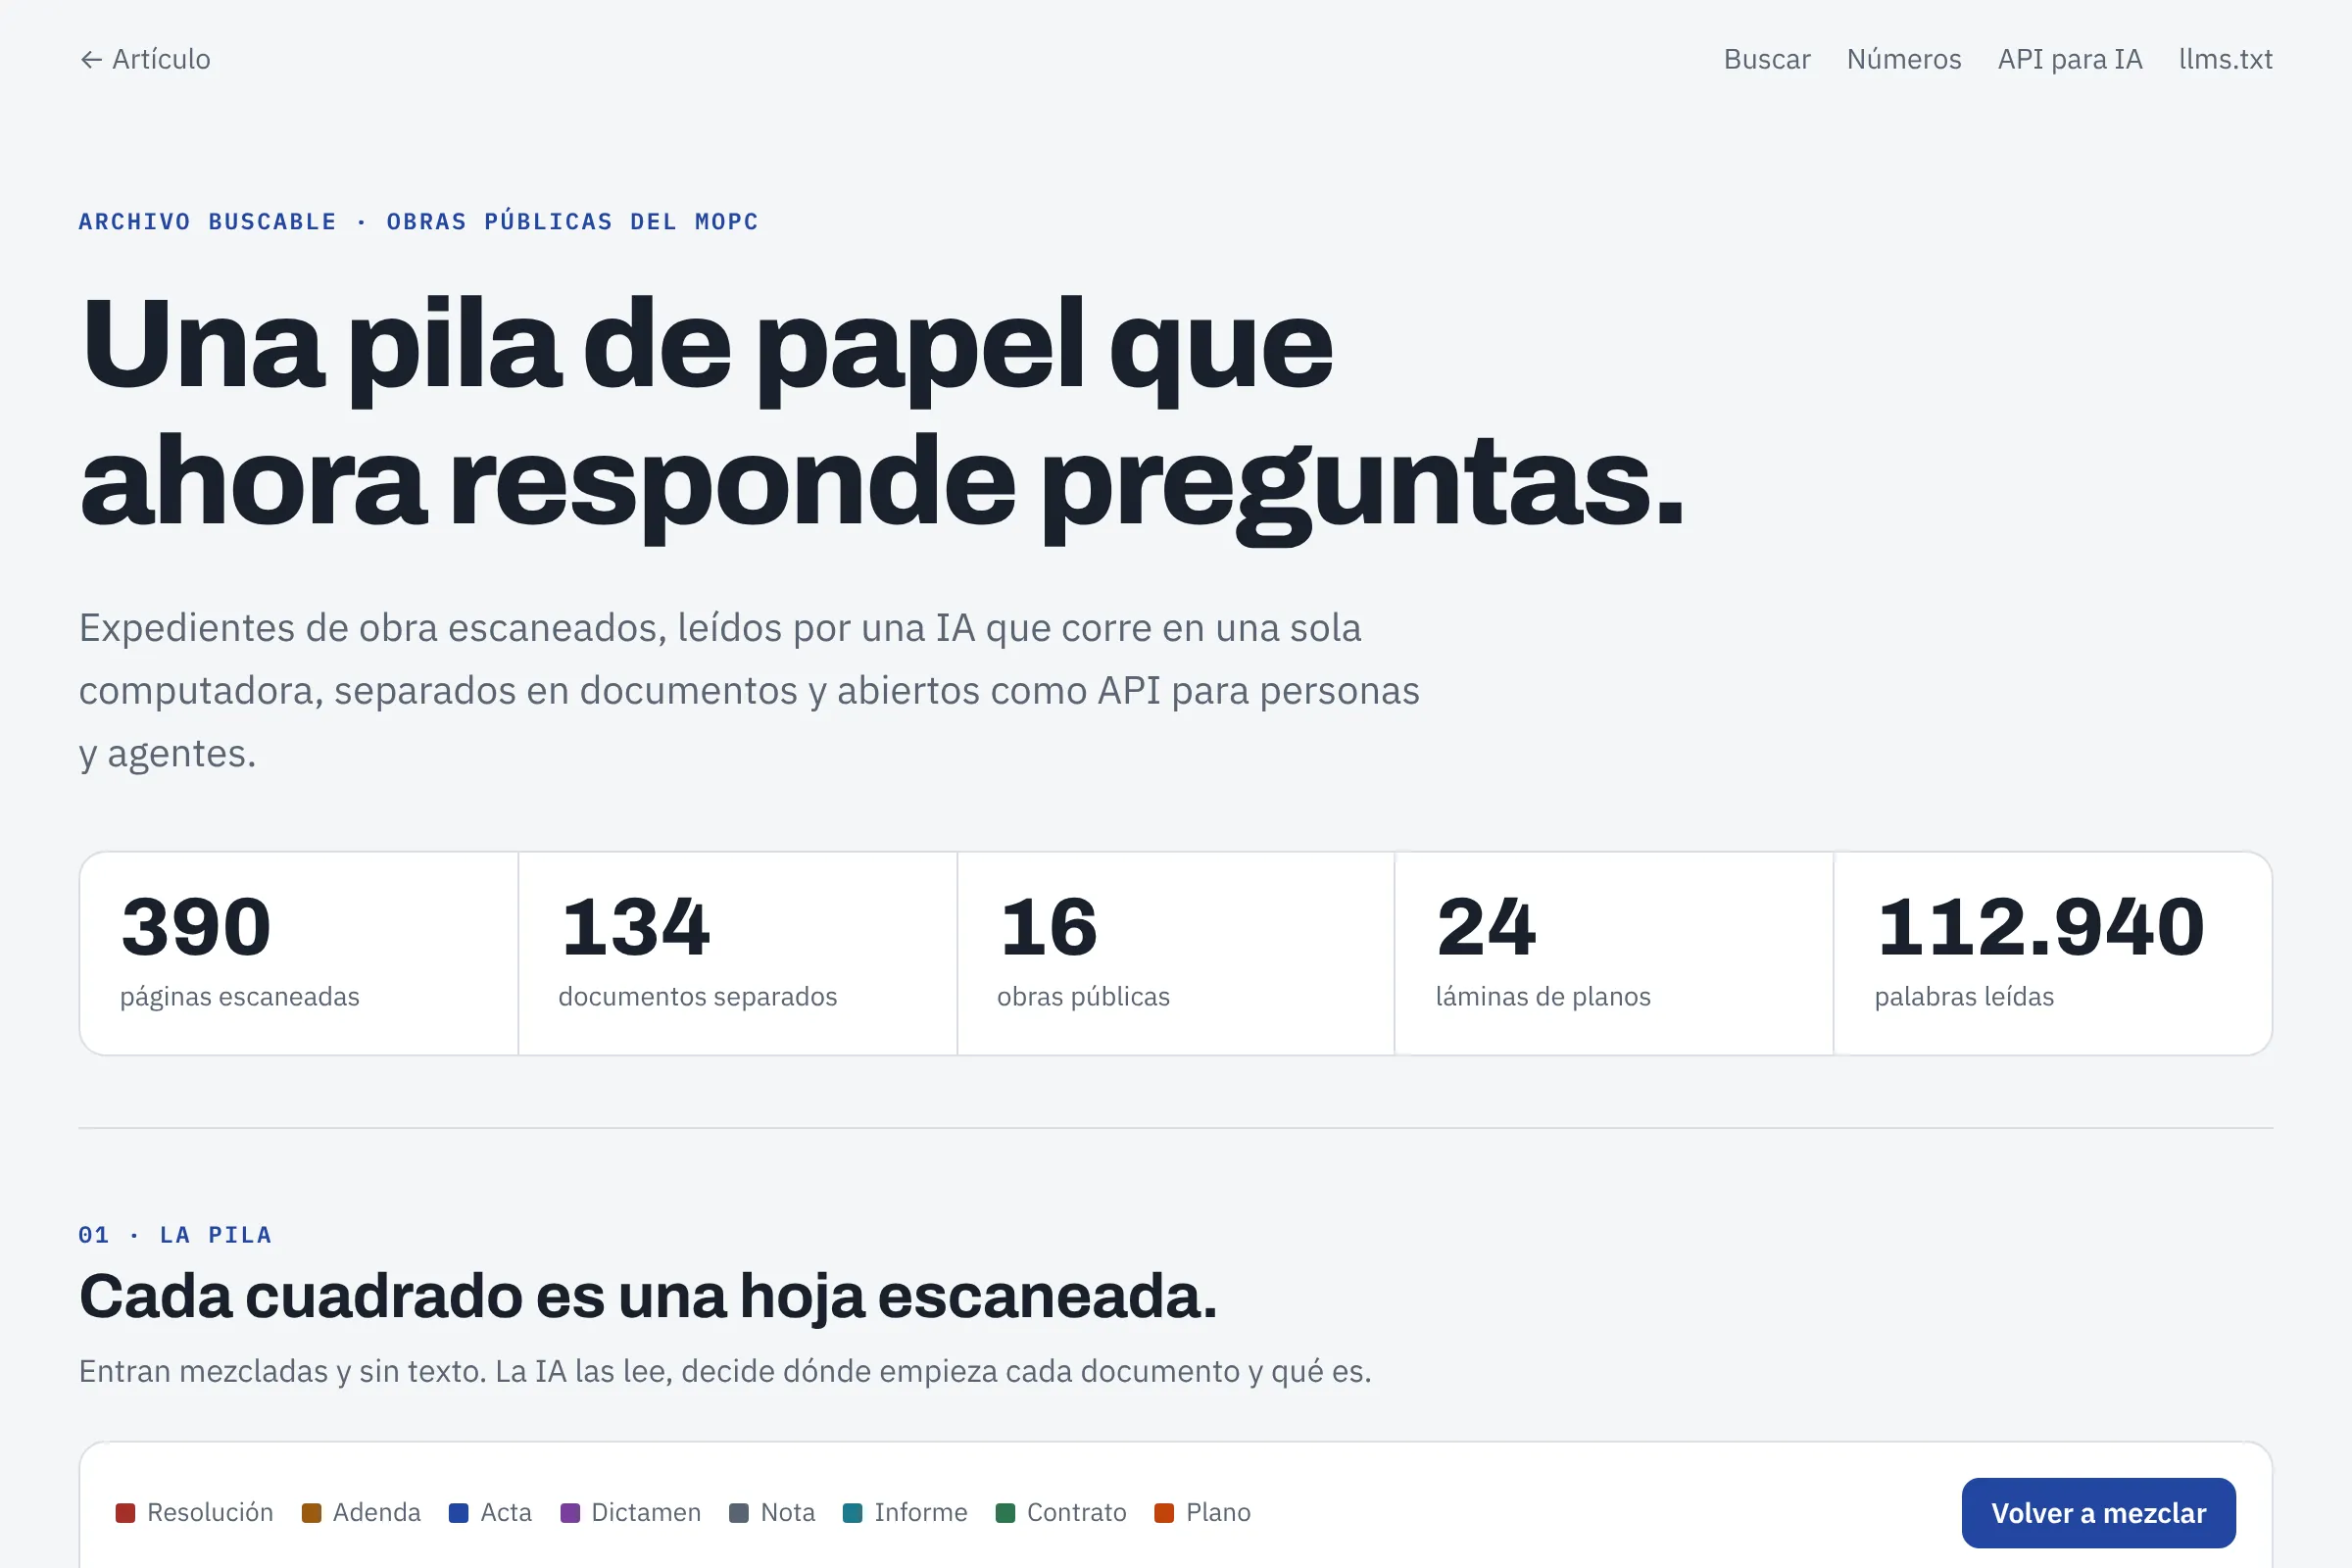 ← Artículo
Buscar Números API para IA llms.txt
ARCHIVO BUSCABLE · OBRAS PÚBLICAS DEL MOPC
Una pila de papel que
ahora responde preguntas.
Expedientes de obra escaneados, leídos por una IA que corre en una sola
computadora, separados en documentos y abiertos como API para personas
y agentes.
390
páginas escaneadas
134
documentos separados
16
obras públicas
24
láminas de planos
112.940
palabras leídas
01 · LA PILA
Cada cuadrado es una hoja escaneada.
Entran mezcladas y sin texto. La IA las lee, decide dónde empieza cada documento y qué es.
Resolución Adenda Acta Dictamen Nota Informe Contrato Plano
Volver a mezclar